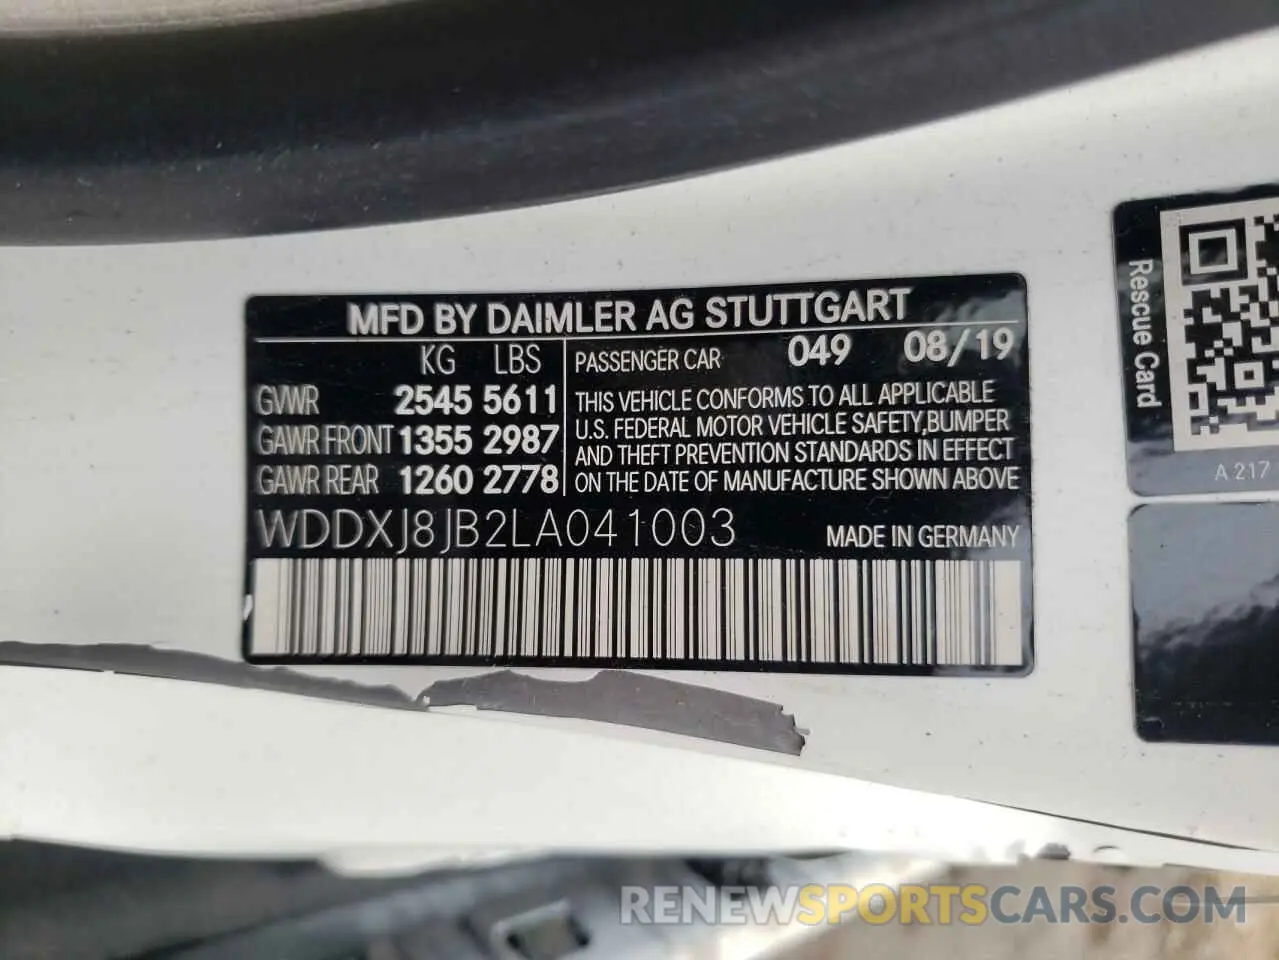 MFD BY DAIMLER AG STUTTGART
KG LBS
GVWR 2545 5611
GAWR FRONT 1355 2987
GAWR REAR 1260 2778
PASSENGER CAR 049 08/19
THIS VEHICLE CONFORMS TO ALL APPLICABLE
U.S. FEDERAL MOTOR VEHICLE SAFETY,BUMPER
AND THEFT PREVENTION STANDARDS IN EFFECT
ON THE DATE OF MANUFACTURE SHOWN ABOVE
WDDXJ8JB2LA041003 MADE IN GERMANY
Rescue Card
A 217
RENEWSPORTSCARS.COM